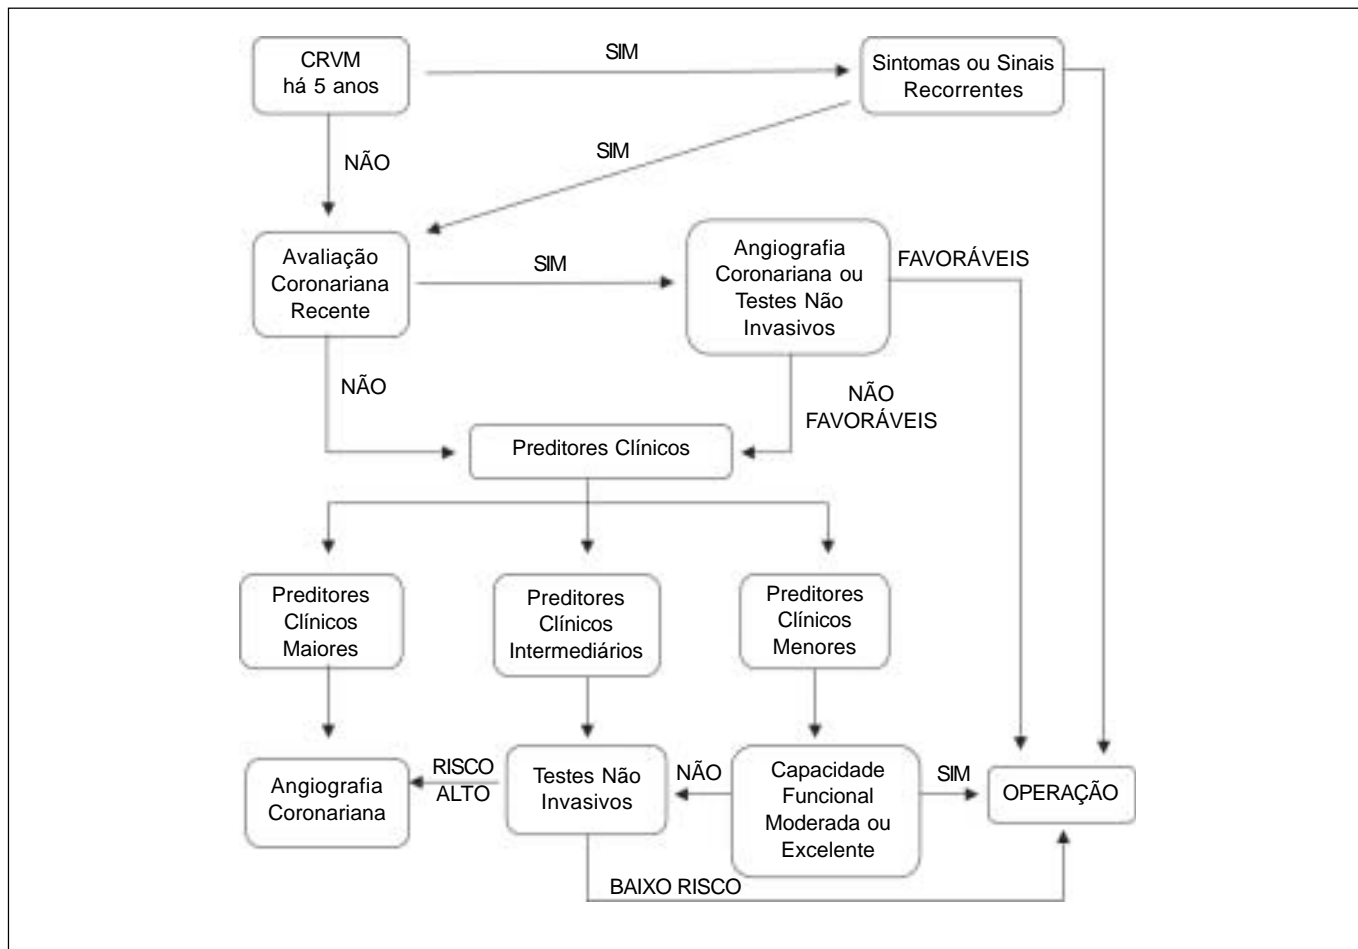 CRVM
há 5 anos
SIM
Sintomas ou Sinais
Recorrentes
NÃO
SIM
Avaliação
Coronariana
Recente
SIM
Angiografia
Coronariana ou
Testes Não
Invasivos
FAVORÁVEIS
NÃO
NÃO
FAVORÁVEIS
Preditores Clínicos
Preditores
Clínicos
Maiores
Preditores
Clínicos
Intermediários
Preditores
Clínicos
Menores
Angiografia
Coronariana
RISCO
ALTO
Testes Não
Invasivos
NÃO
Capacidade
Funcional
Moderada ou
Excelente
SIM
OPERAÇÃO
BAIXO RISCO